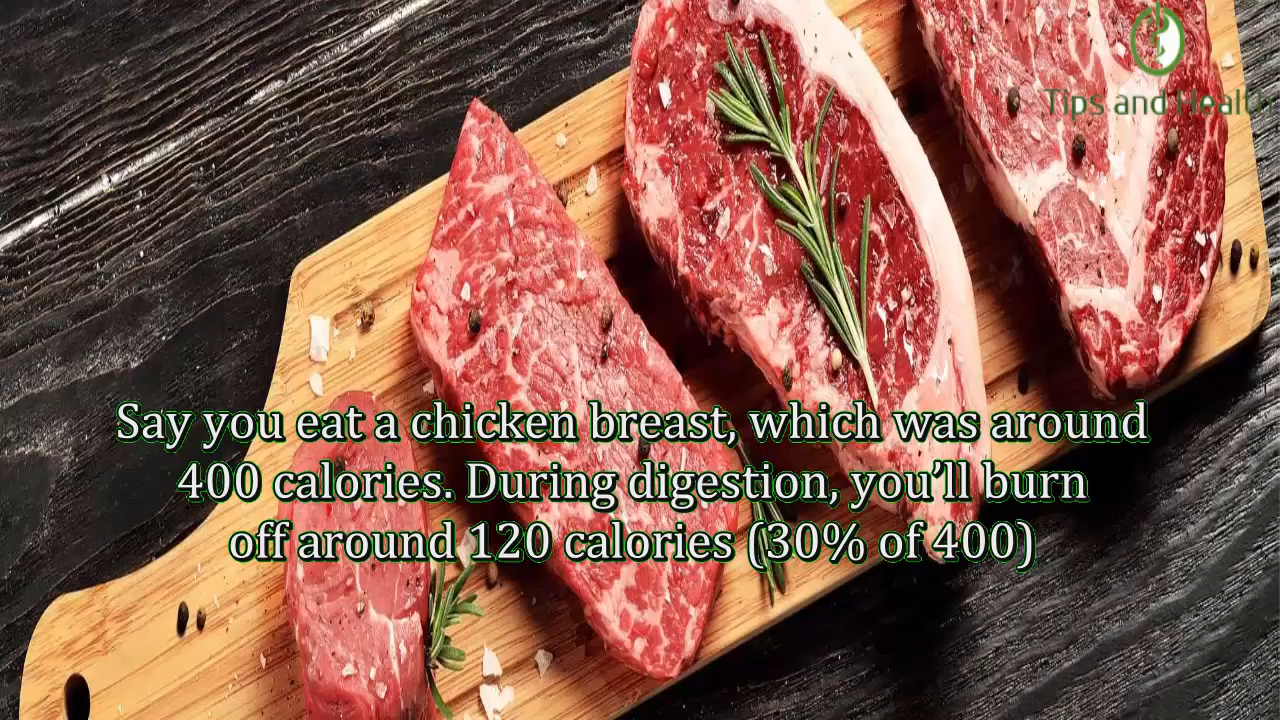 Tips and Health
Say you eat a chicken breast, which was around
400 calories. During digestion, you’ll burn
off around 120 calories (30% of 400)